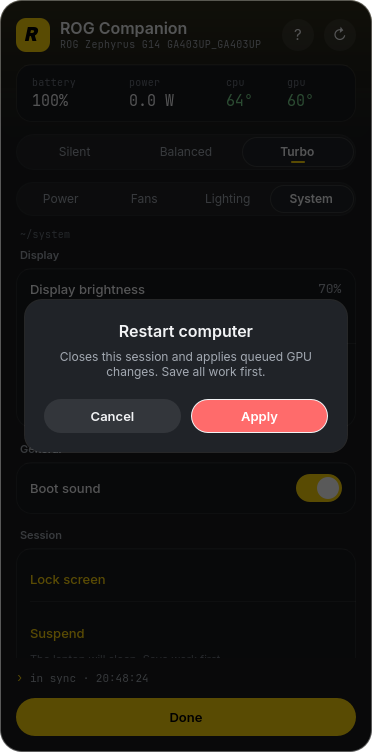 R
ROG Companion
ROG Zephyrus G14 GA403UP_GA403UP
?
battery power cpu gpu
100% 0.0 W 64° 60°
Silent Balanced Turbo
Power Fans Lighting System
~/system
Display
Display brightness 70%
Restart computer
Closes this session and applies queued GPU
changes. Save all work first.
Cancel Apply
Boot sound
Session
Lock screen
Suspend
› in sync · 20:48:24
Done